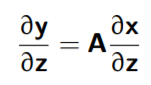 ∂y/∂z = A ∂x/∂z